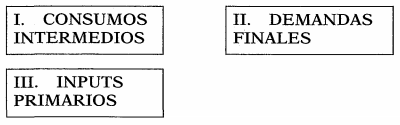 I. CONSUMOS
INTERMEDIOS
II. DEMANDAS
FINALES
III. INPUTS
PRIMARIOS